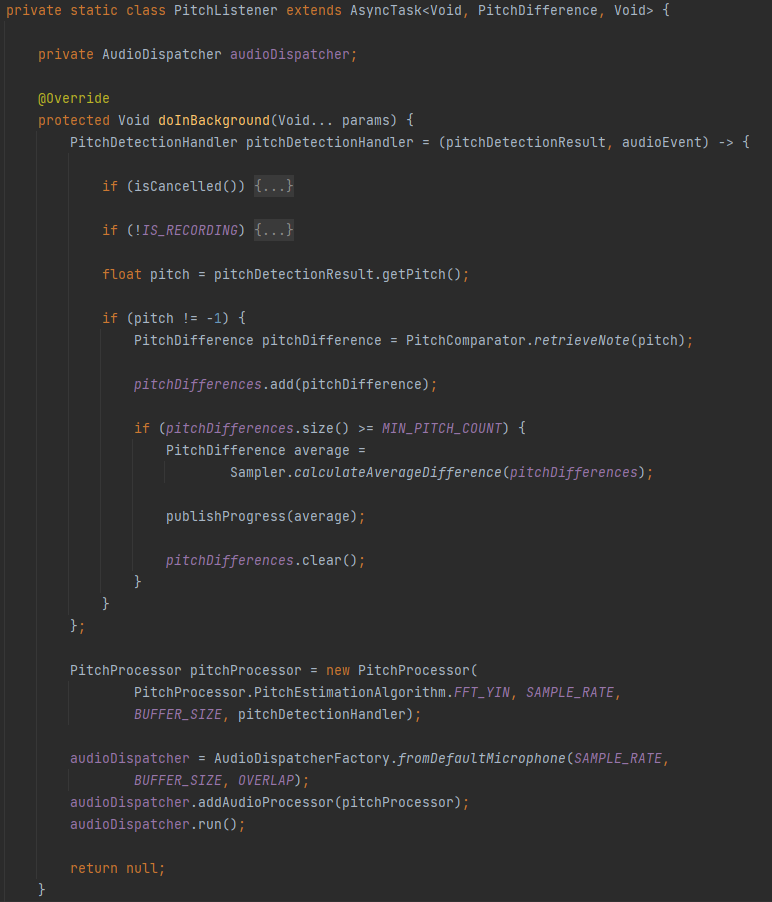 private static class PitchListener extends AsyncTask<Void, PitchDifference, Void> {
private AudioDispatcher audioDispatcher;
@Override
protected Void doInBackground(Void... params) {
PitchDetectionHandler pitchDetectionHandler = (pitchDetectionResult, audioEvent) -> {
if (isCancelled()) {...}
if (!IS_RECORDING) {...}
float pitch = pitchDetectionResult.getPitch();
if (pitch != -1) {
PitchDifference pitchDifference = PitchComparator.retrieveNote(pitch);
pitchDifferences.add(pitchDifference);
if (pitchDifferences.size() >= MIN_PITCH_COUNT) {
PitchDifference average =
Sampler.calculateAverageDifference(pitchDifferences);
publishProgress(average);
pitchDifferences.clear();
}
}
};
PitchProcessor pitchProcessor = new PitchProcessor(
PitchProcessor.PitchEstimationAlgorithm.FFT_YIN, SAMPLE_RATE,
BUFFER_SIZE, pitchDetectionHandler);
audioDispatcher = AudioDispatcherFactory.fromDefaultMicrophone(SAMPLE_RATE,
BUFFER_SIZE, OVERLAP);
audioDispatcher.addAudioProcessor(pitchProcessor);
audioDispatcher.run();
return null;
}